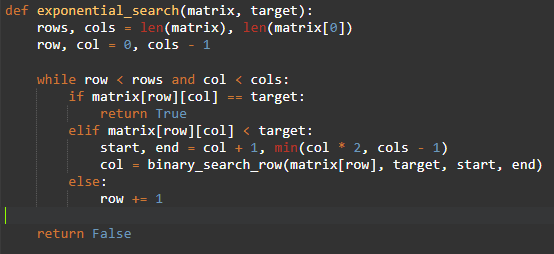 def exponential_search(matrix, target):
    rows, cols = len(matrix), len(matrix[0])
    row, col = 0, cols - 1

    while row < rows and col < cols:
        if matrix[row][col] == target:
            return True
        elif matrix[row][col] < target:
            start, end = col + 1, min(col * 2, cols - 1)
            col = binary_search_row(matrix[row], target, start, end)
        else:
            row += 1

    return False